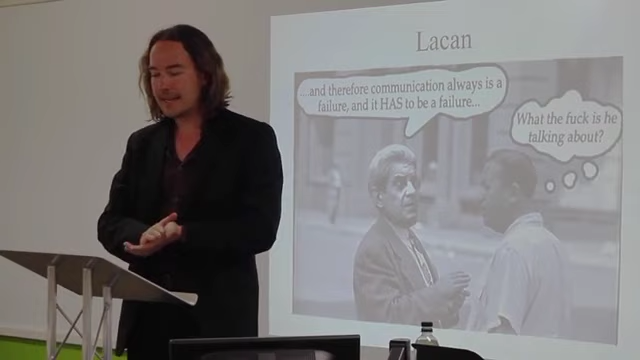 Lacan
...and therefore communication always is a
failure, and it HAS to be a failure...
What the fuck is he
talking about?